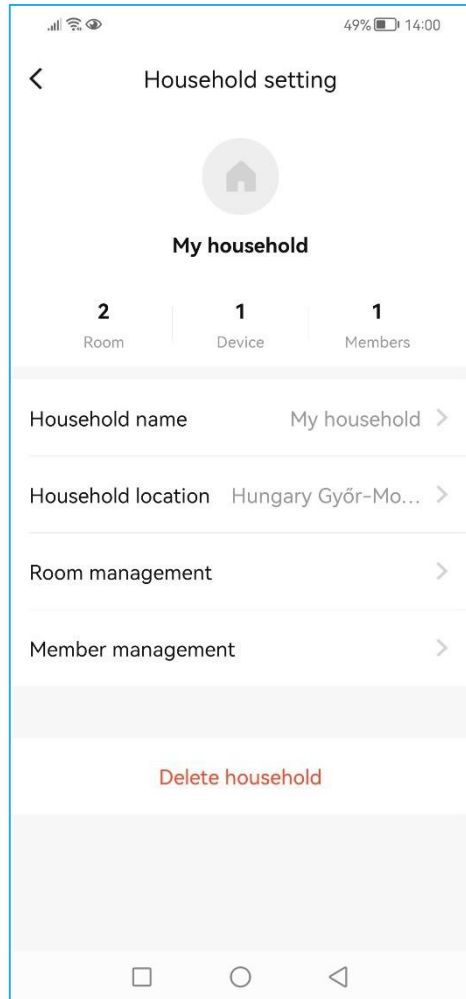 49% 14:00
Household setting
My household
2 1 1
Room Device Members
Household name My household
Household location Hungary Győr-Mo...
Room management
Member management
Delete household